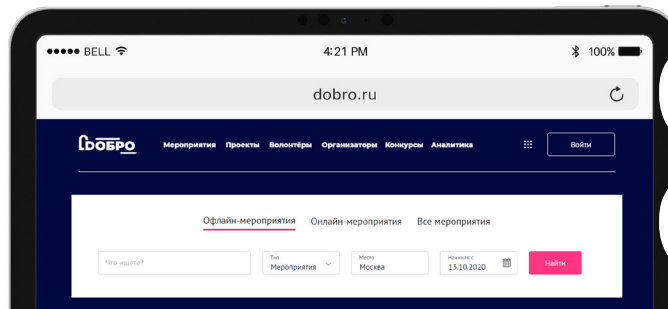 BELL 4:21 PM 100%
dobro.ru
ДОБРО Мероприятия Проекты Волонтёры Организаторы Конкурсы Аналитика Войти
Офлайн-мероприятия Онлайн-мероприятия Все мероприятия
Что ищете? Тип Мероприятия Место Москва Начиная с 13.10.2020 Найти